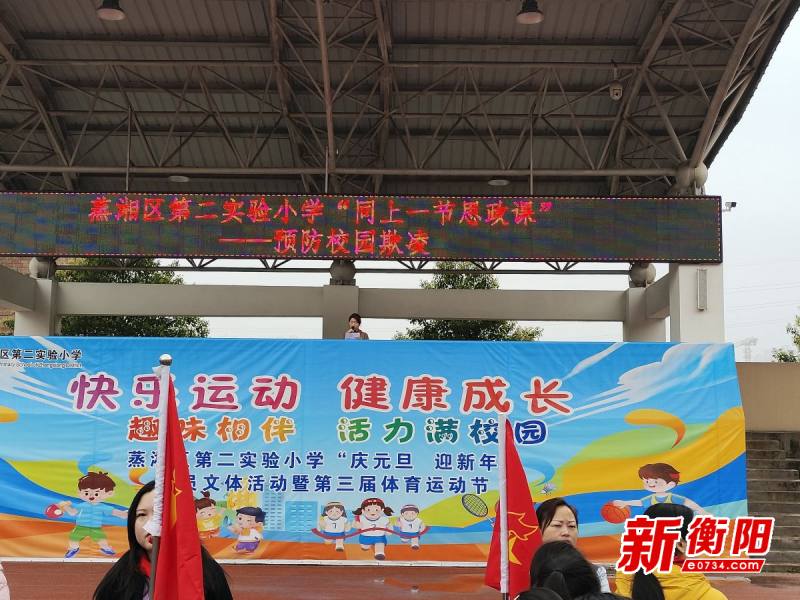 蒸湘区第二实验小学“同上一节思政课”
——预防校园欺凌
区第二实验小学
快乐运动 健康成长
趣味相伴 活力满校园
蒸湘区第二实验小学“庆元旦 迎新年
员文体活动暨第三届体育运动节
新衡阳
e0734.com